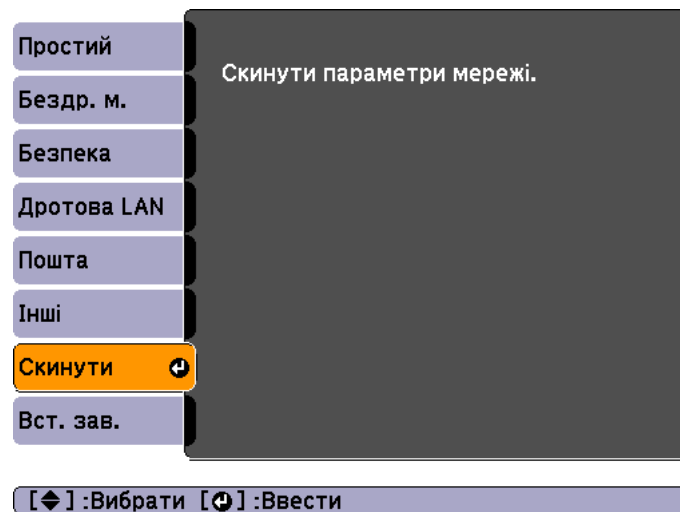 Простий
Бездр. м.
Безпека
Дротова LAN
Пошта
Інші
Скинути
Вст. зав.
Скинути параметри мережі.
[ ] :Вибрати [ ] :Ввести